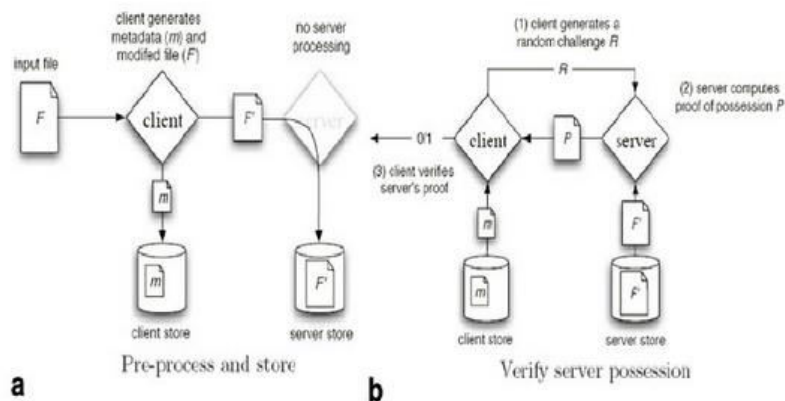 client generates
metadata (m) and
modifed file (F')
no server
processing
input file
F
client
F'
server
m
m
F'
client store
server store
Pre-process and store
a
(1) client generates a
random challenge R
R
(2) server computes
proof of possession P
0/1
client
P
server
(3) client verifies
server's proof
m
F'
m
F'
client store
server store
Verify server possession
b